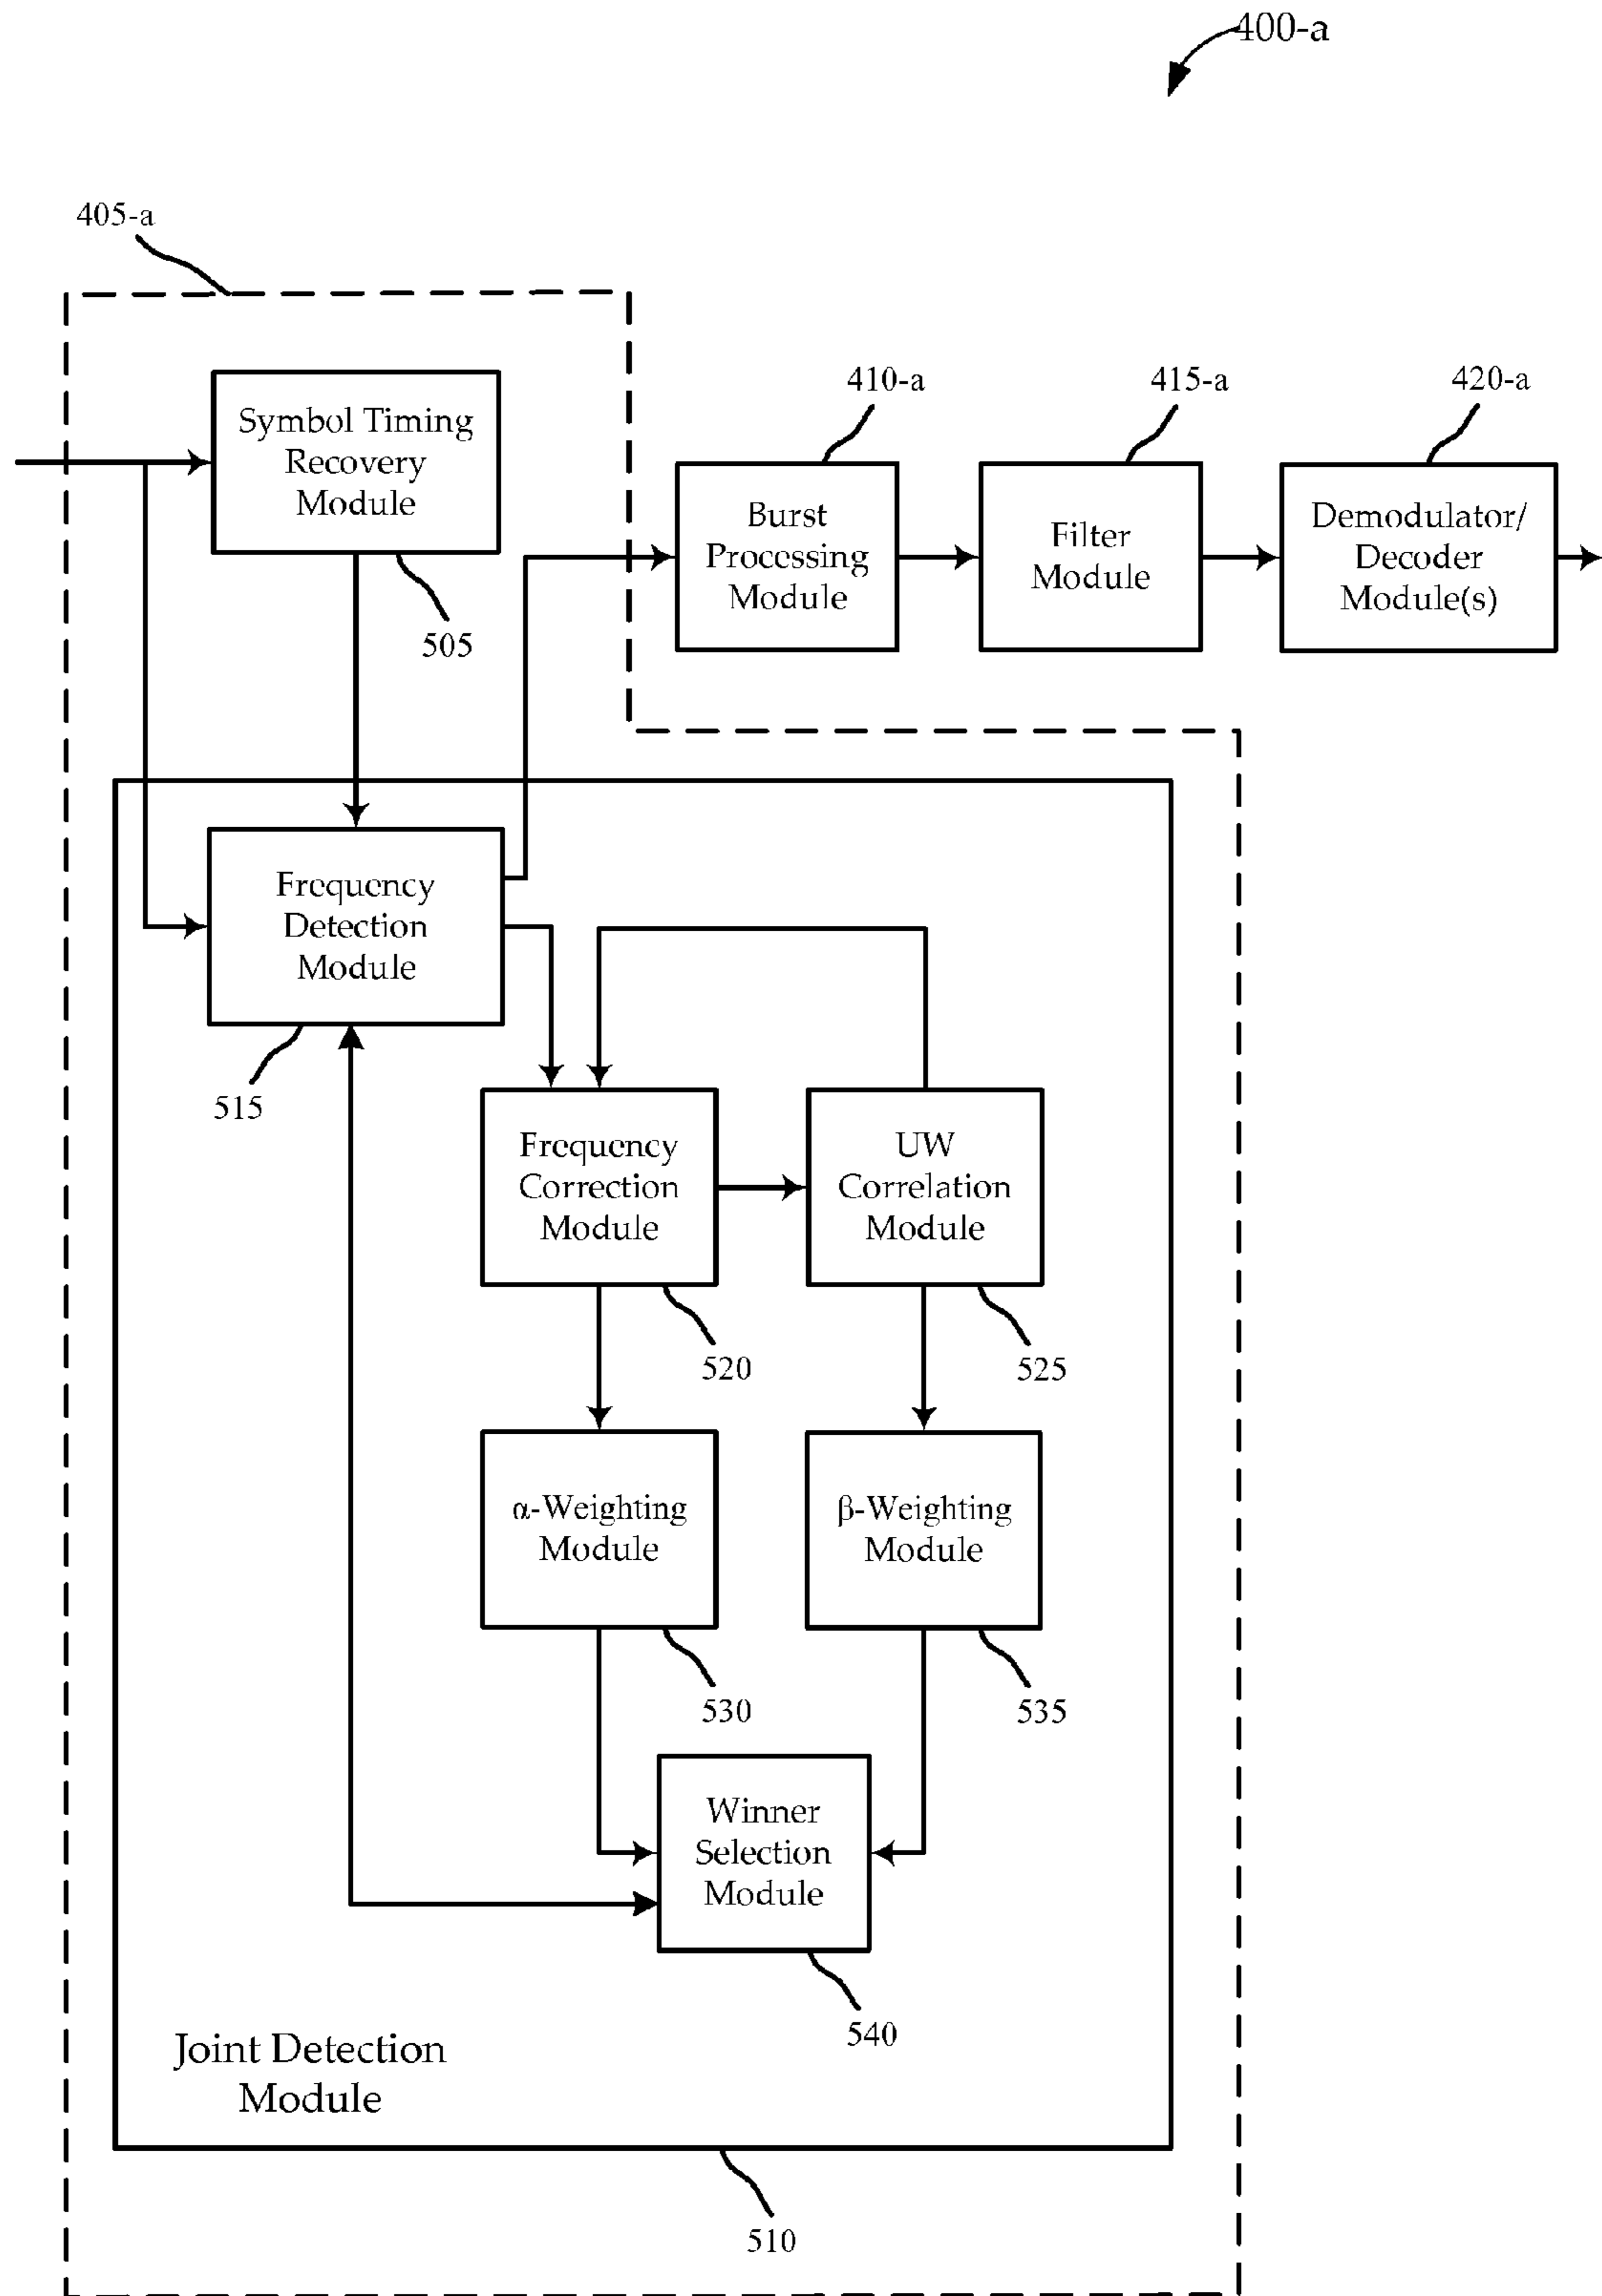 400-a
405-a
Symbol Timing
Recovery
Module
505
410-a
415-a
420-a
Burst
Processing
Module
Filter
Module
Demodulator/
Decoder
Module(s)
Frequency
Detection
Module
515
Frequency
Correction
Module
UW
Correlation
Module
520
525
α-Weighting
Module
β-Weighting
Module
530
535
Winner
Selection
Module
540
Joint Detection
Module
510